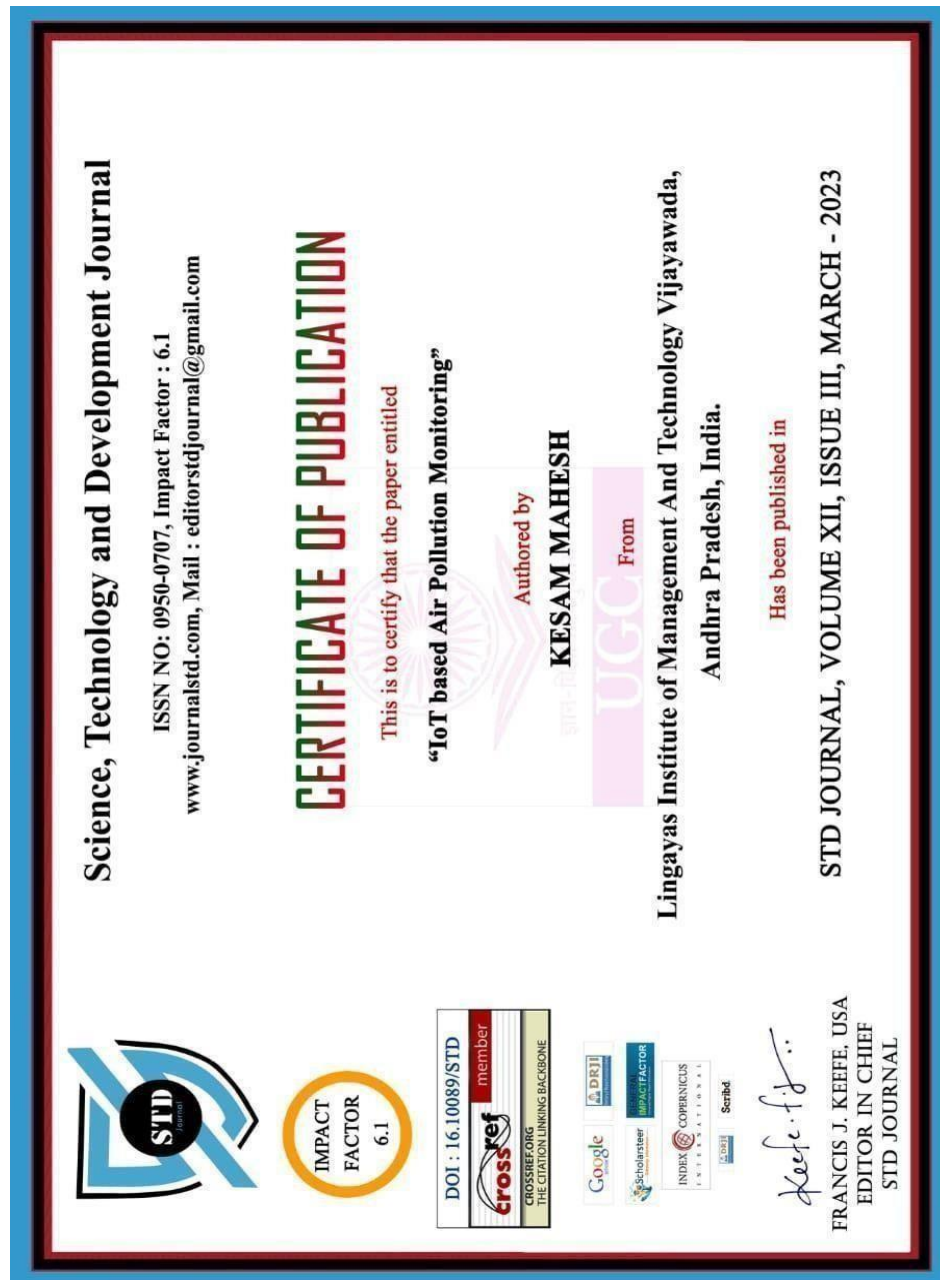 Science, Technology and Development Journal
ISSN NO: 0950-0707, Impact Factor : 6.1
www.journalstd.com, Mail : editorstdjournal@gmail.com
CERTIFICATE OF PUBLICATION
This is to certify that the paper entitled
“IoT based Air Pollution Monitoring”
Authored by
KESAM MAHESH
UGC
From
Lingayas Institute of Management And Technology Vijayawada,
Andhra Pradesh, India.
Has been published in
STD JOURNAL, VOLUME XII, ISSUE III, MARCH - 2023
STD
Journal
IMPACT
FACTOR
6.1
DOI : 16.10089/STD
crossref member
CROSSREF.ORG
THE CITATION LINKING BACKBONE
Google
DRJI
Scholarsteer
IMPACT FACTOR
INDEX COPERNICUS
INTERNATIONAL
DRJI
Scribd.
Keefe.F.J
FRANCIS J. KEEFE, USA
EDITOR IN CHIEF
STD JOURNAL